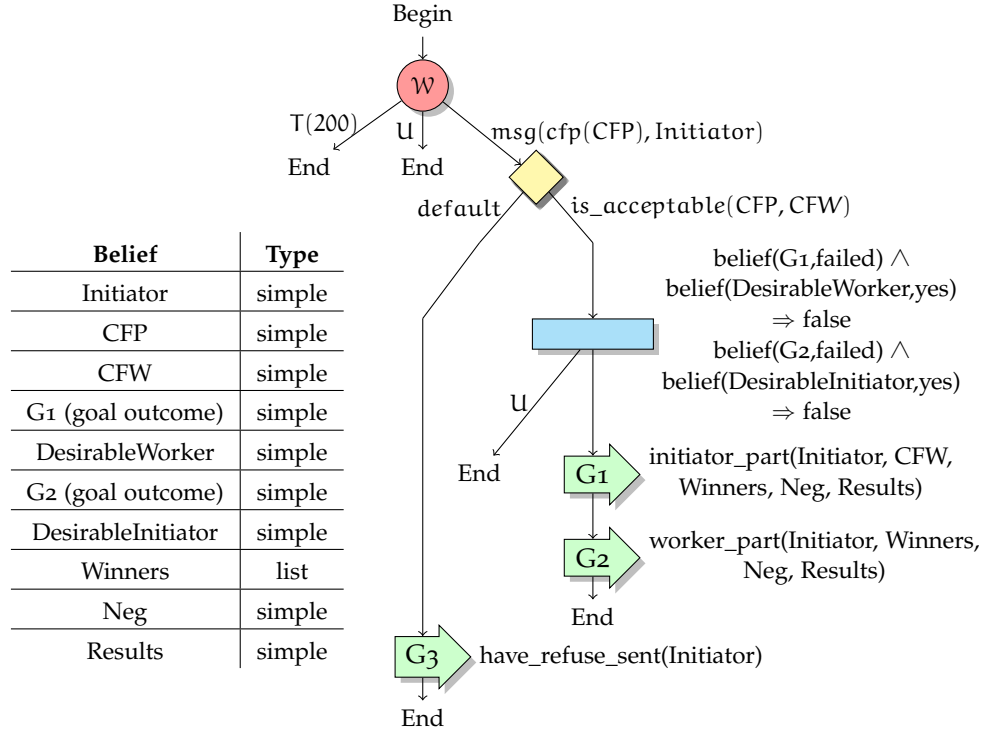 Begin
W
T(200)
U
msg(cfp(CFP), Initiator)
End
End
default
is_acceptable(CFP, CFW)
Belief Type
Initiator simple
CFP simple
CFW simple
G1 (goal outcome) simple
DesirableWorker simple
G2 (goal outcome) simple
DesirableInitiator simple
Winners list
Neg simple
Results simple
belief(G1,failed) ∧
belief(DesirableWorker,yes)
⇒ false
belief(G2,failed) ∧
belief(DesirableInitiator,yes)
⇒ false
U
End
G1
initiator_part(Initiator, CFW,
Winners, Neg, Results)
G2
worker_part(Initiator, Winners,
Neg, Results)
End
G3
have_refuse_sent(Initiator)
End